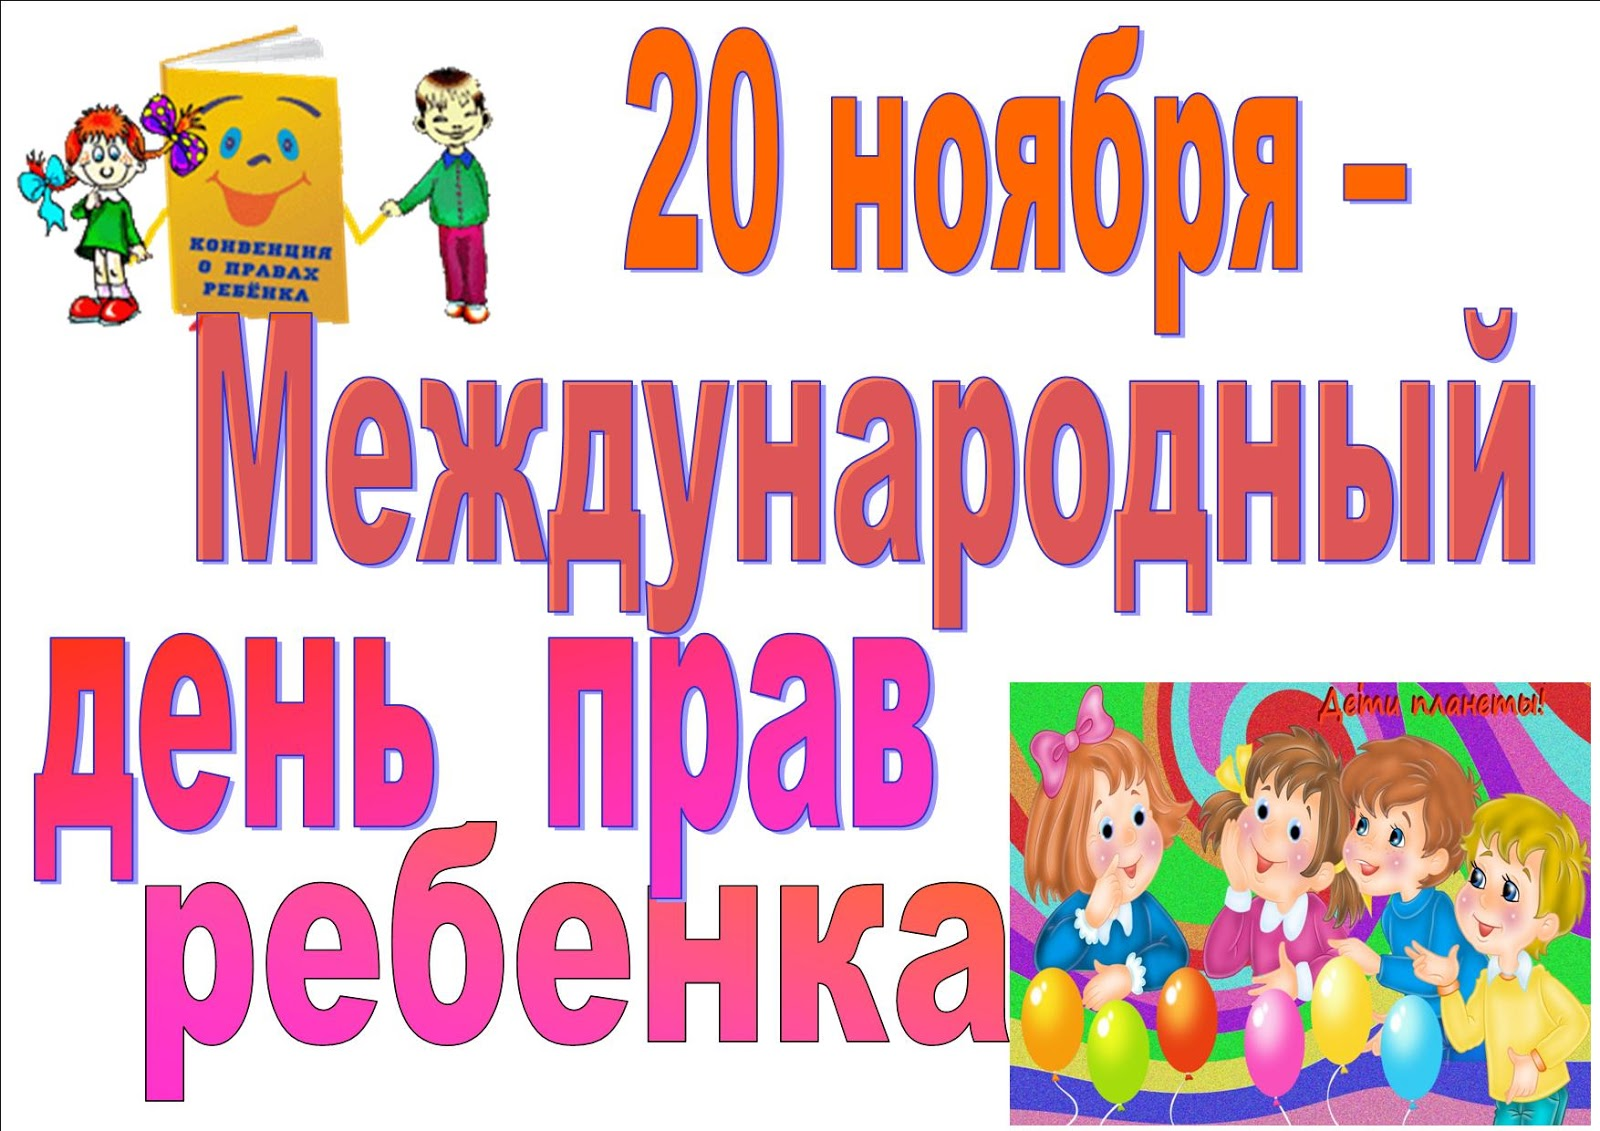 КОНВЕНЦИЯ
О ПРАВАХ
РЕБЁНКА
20 ноября –
Международный
день прав
ребенка
Дети планеты!